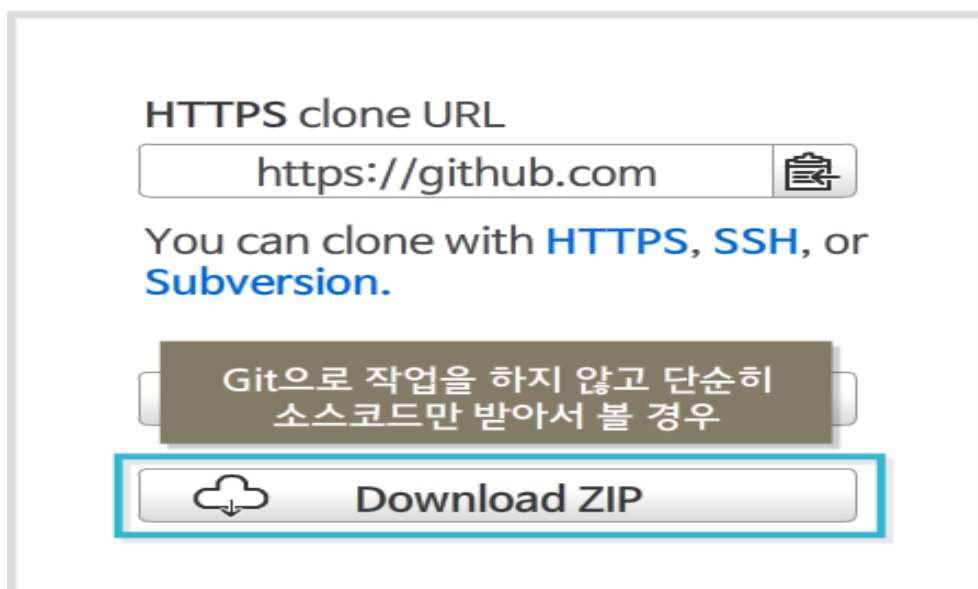 HTTPS clone URL
https://github.com
You can clone with HTTPS, SSH, or
Subversion.
Git으로 작업을 하지 않고 단순히
소스코드만 받아서 볼 경우
Download ZIP